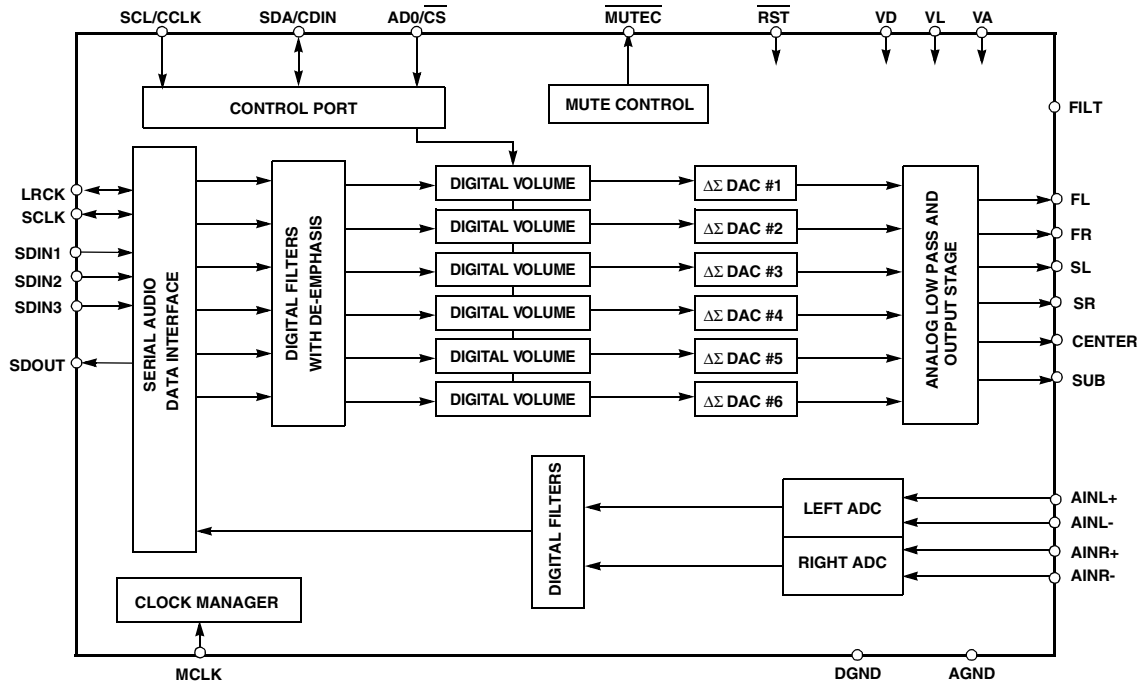 SCL/CCLK SDA/CDIN AD0/CS MUTEC RST VD VL VA
CONTROL PORT
MUTE CONTROL
FILT
LRCK
SCLK
SDIN1
SDIN2
SDIN3
SDOUT
SERIAL AUDIO
DATA INTERFACE
DIGITAL FILTERS
WITH DE-EMPHASIS
DIGITAL VOLUME
DIGITAL VOLUME
DIGITAL VOLUME
DIGITAL VOLUME
DIGITAL VOLUME
DIGITAL VOLUME
ΔΣ DAC #1
ΔΣ DAC #2
ΔΣ DAC #3
ΔΣ DAC #4
ΔΣ DAC #5
ΔΣ DAC #6
ANALOG LOW PASS AND
OUTPUT STAGE
FL
FR
SL
SR
CENTER
SUB
DIGITAL FILTERS
LEFT ADC
RIGHT ADC
AINL+
AINL-
AINR+
AINR-
CLOCK MANAGER
MCLK
DGND
AGND